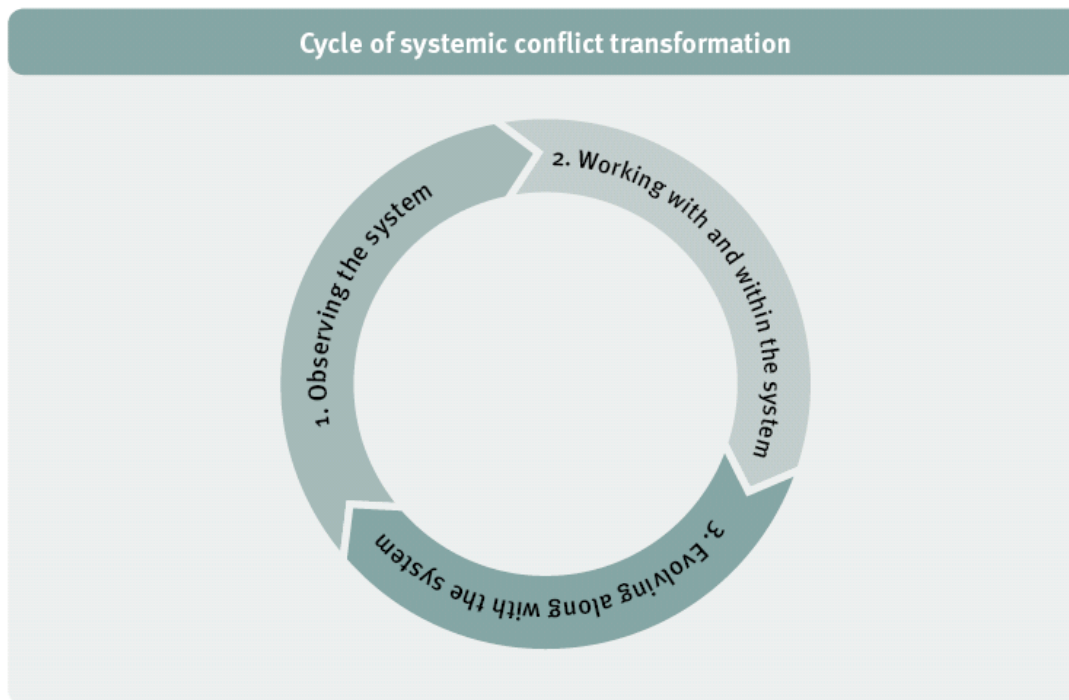 Cycle of systemic conflict transformation
1. Observing the system
2. Working with and within the system
3. Evolving along with the system